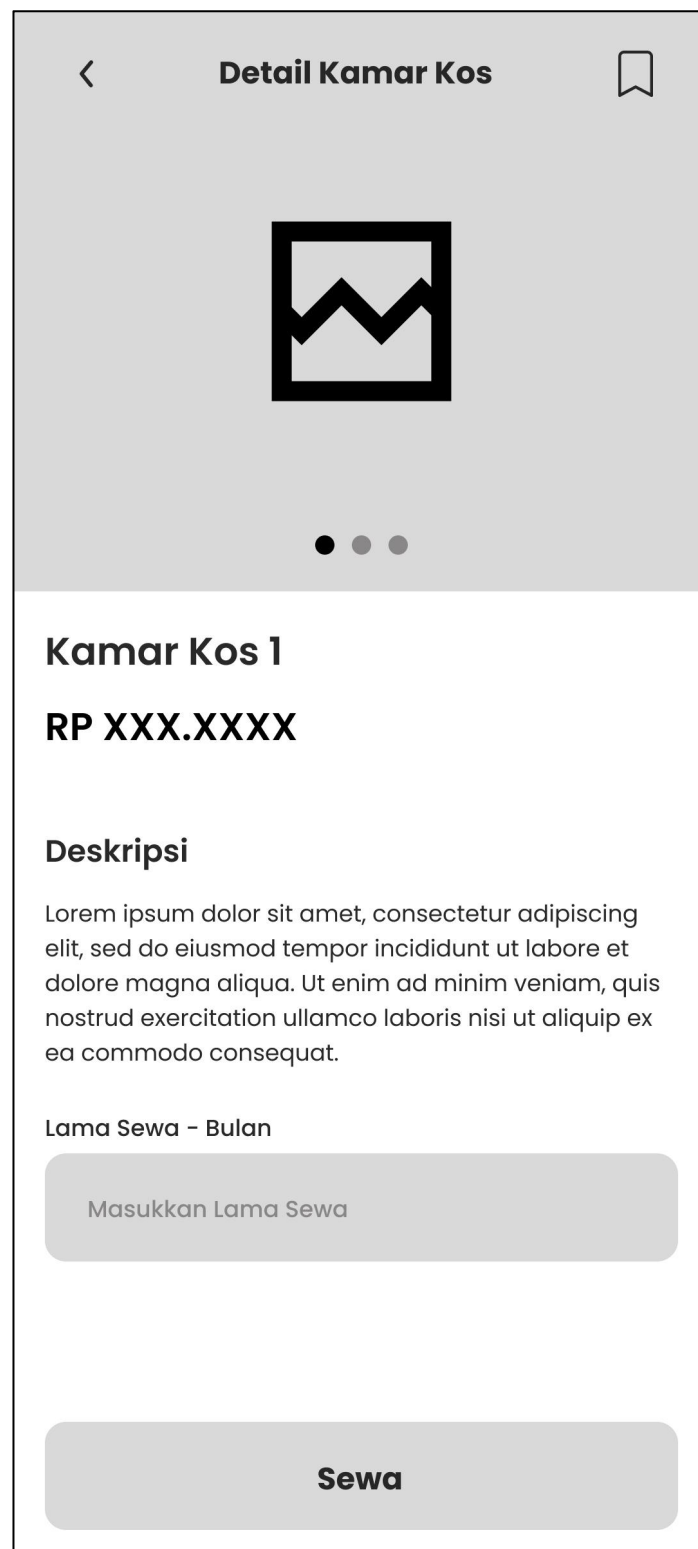 Detail Kamar Kos
Kamar Kos 1
RP XXX.XXXX
Deskripsi
Lorem ipsum dolor sit amet, consectetur adipiscing
elit, sed do eiusmod tempor incididunt ut labore et
dolore magna aliqua. Ut enim ad minim veniam, quis
nostrud exercitation ullamco laboris nisi ut aliquip ex
ea commodo consequat.
Lama Sewa - Bulan
Masukkan Lama Sewa
Sewa